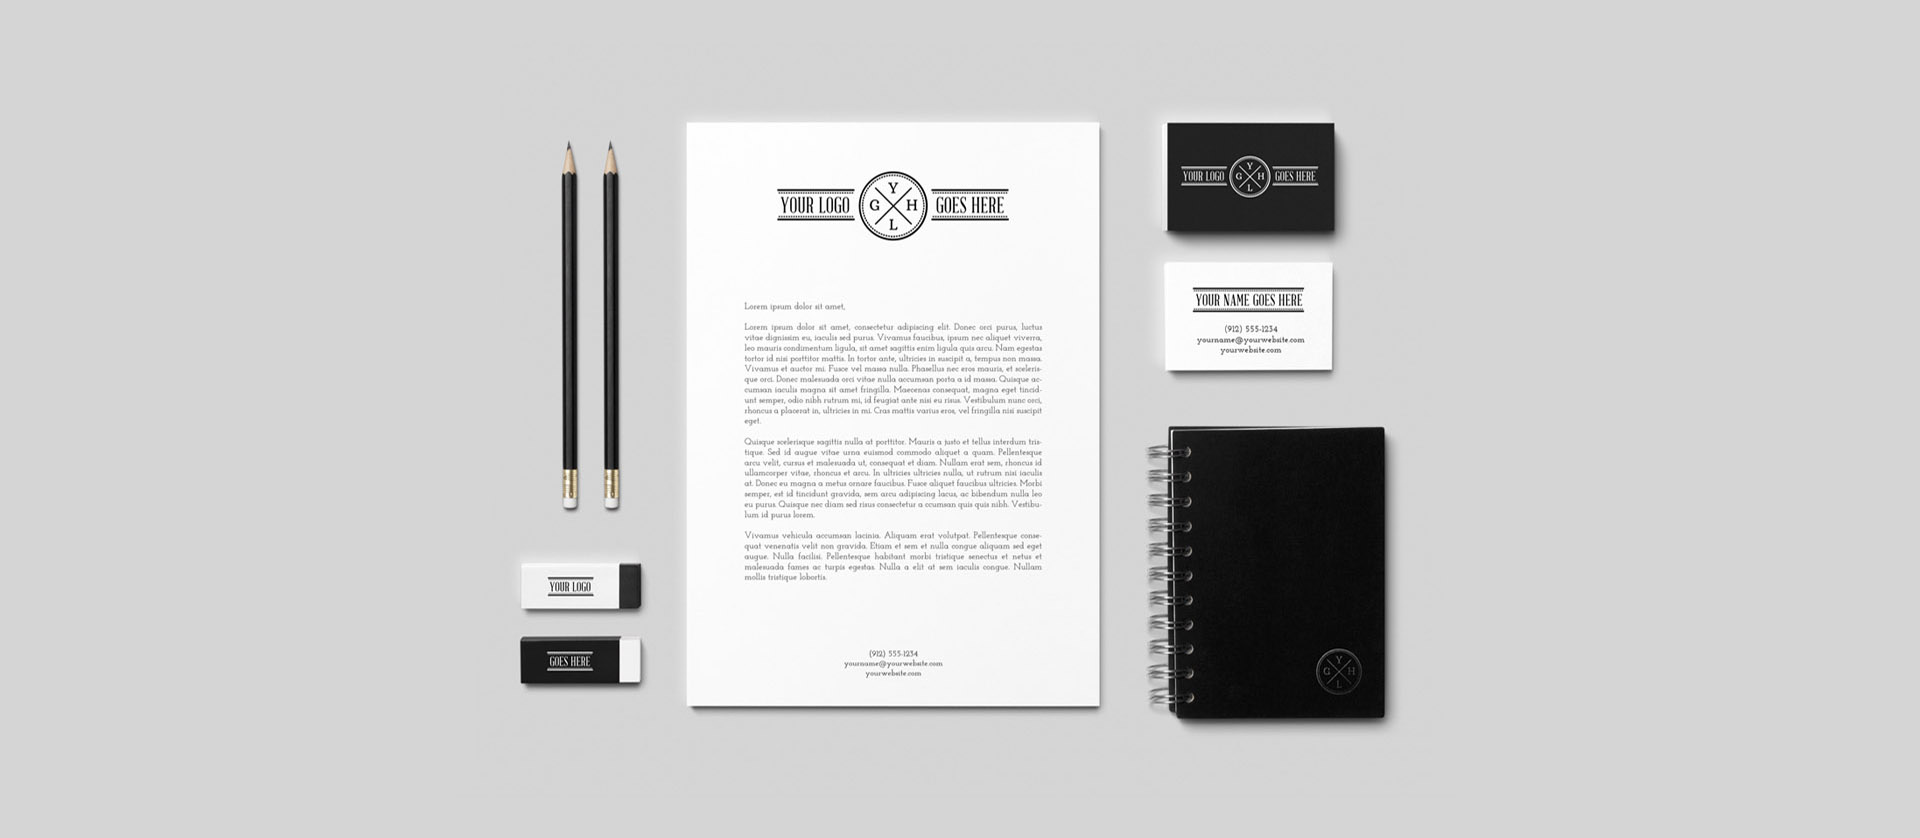 YOUR LOGO
Y
G H
L
GOES HERE
Lorem ipsum dolor sit amet,
Lorem ipsum dolor sit amet, consectetur adipiscing elit. Donec orci purus, luctus
vitae dignissim eu, iaculis sed purus. Vivamus faucibus, ipsum nec aliquet viverra,
leo mauris condimentum ligula, sit amet sagittis enim ligula quis arcu. Nam egestas
tortor id nisi porttitor mattis. In tortor ante, ultricies in suscipit a, tempus non massa.
Vivamus et auctor mi. Fusce vel massa nulla. Phasellus nec eros mauris, et sceleris-
que orci. Donec malesuada orci vitae nulla accumsan porta a id massa. Quisque ac-
cumsan iaculis magna sit amet fringilla. Maecenas consequat, magna eget tincid-
unt semper, odio nibh rutrum mi, id feugiat ante nisi eu risus. Vestibulum nunc orci,
rhoncus a placerat in, ultricies in mi. Cras mattis varius eros, vel fringilla nisi suscipit
eget.
Quisque scelerisque sagittis nulla at porttitor. Mauris a justo et tellus interdum tris-
tique. Sed id augue vitae urna euismod commodo aliquet a quam. Pellentesque
arcu velit, cursus et malesuada ut, consequat et diam. Nullam erat sem, rhoncus id
ullamcorper vitae, rhoncus et arcu. In ultricies ultricies nulla, ut rutrum nisi iaculis
at. Donec eu magna a metus ornare faucibus. Fusce aliquet faucibus ultricies. Morbi
semper, est id tincidunt gravida, sem arcu adipiscing lacus, ac bibendum nulla leo
eu purus. Quisque nec diam sed risus consectetur a ccumsan quis quis nibh. Vestibu-
lum id purus lorem.
Vivamus vehicula accumsan lacinia. Aliquam erat volutpat. Pellentesque conse-
quat venenatis velit non gravida. Etiam et sem et nulla congue aliquam sed eget
augue. Nulla facilisi. Pellentesque habitant morbi tristique senectus et netus et
malesuada fames ac turpis egestas. Nulla a elit at sem iaculis congue. Nullam
mollis tristique lobortis.
(912) 555-1234
yourname@yourwebsite.com
yourwebsite.com
YOUR LOGO
GOES HERE
YOUR LOGO
Y
G H
L
GOES HERE
YOUR NAME GOES HERE
(912) 555-1234
yourname@yourwebsite.com
yourwebsite.com
Y
G H
L